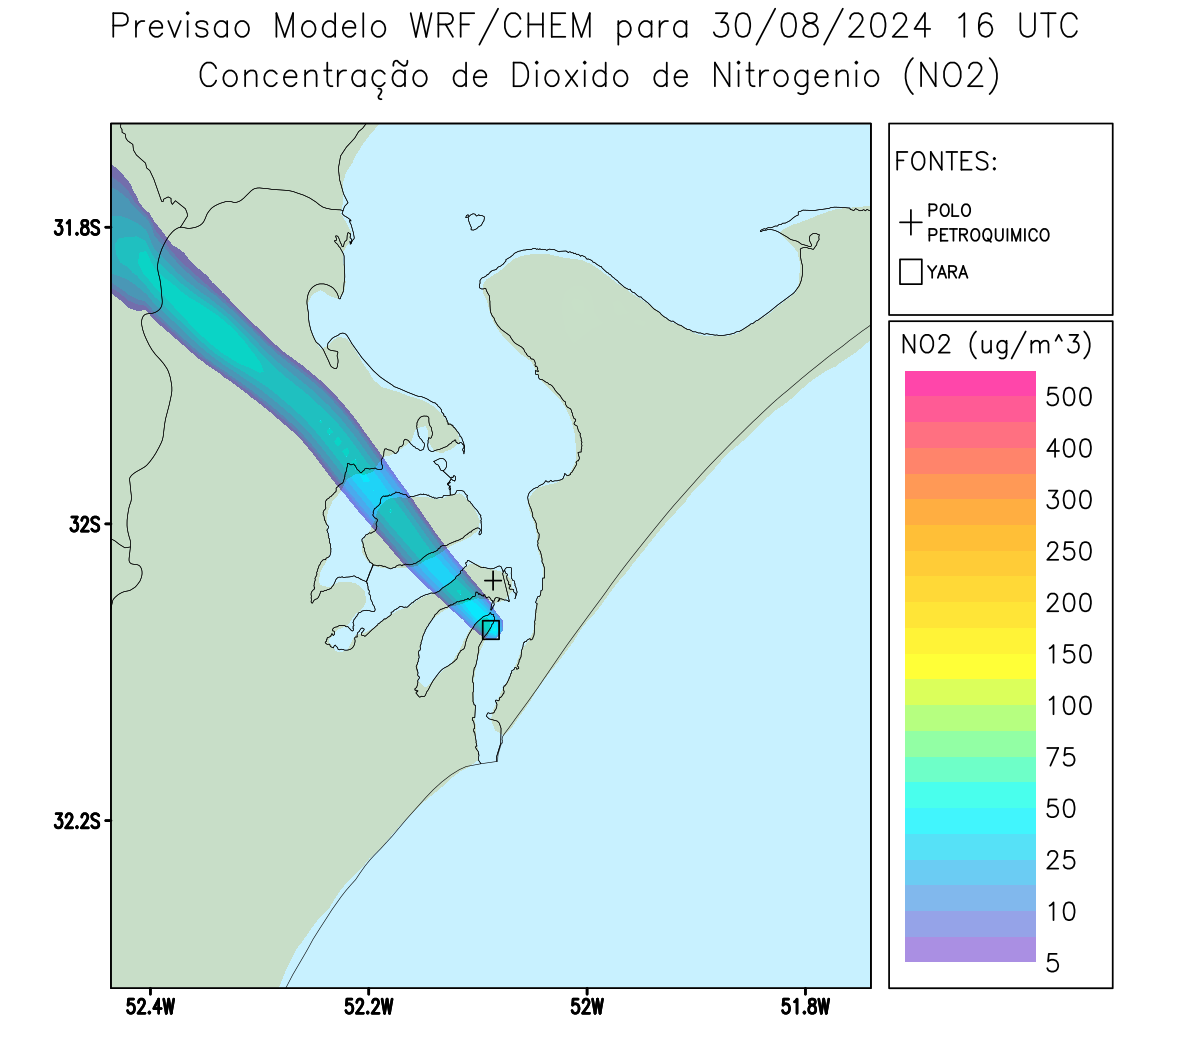 Previsao Modelo WRF/CHEM para 30/08/2024 16 UTC
Concentração de Dioxido de Nitrogenio (NO2)
FONTES:
POLO
PETROQUIMICO
YARA
NO2 (ug/m^3)
500
400
300
250
200
150
100
75
50
25
10
5
31.8S
32S
32.2S
52.4W
52.2W
52W
51.8W